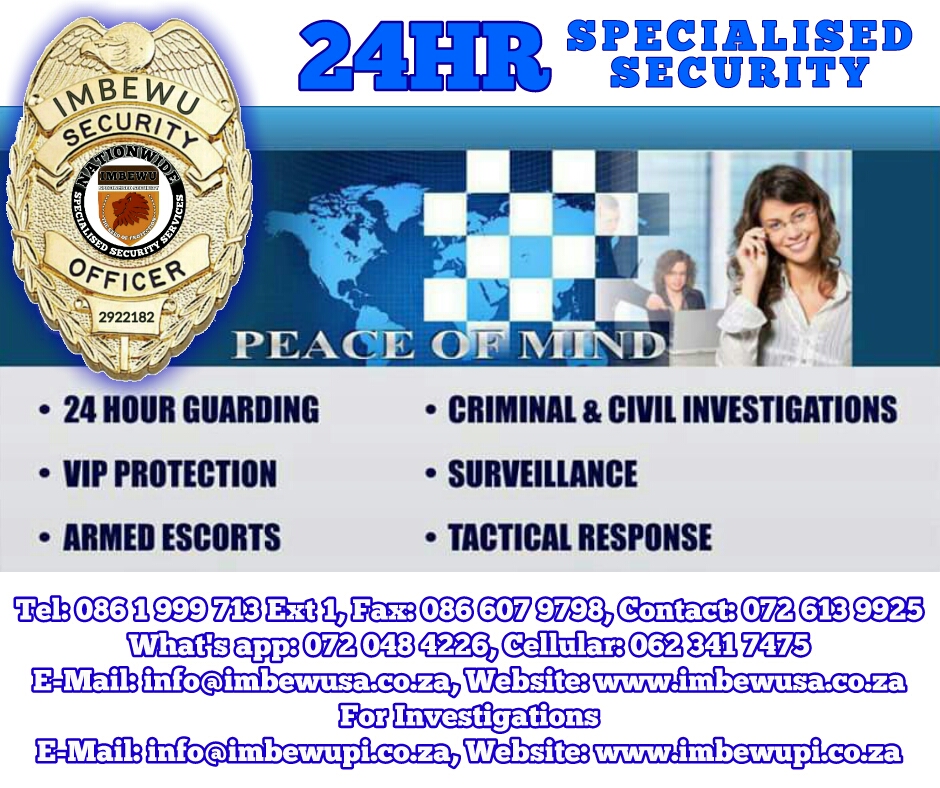 24HR
SPECIALISED
SECURITY
IMBEWU
SECURITY
NATIONWIDE
IMBEWU
SPECIALISED SECURITY SERVICES
OFFICER
2922182
PEACE OF MIND
• 24 HOUR GUARDING
• VIP PROTECTION
• ARMED ESCORTS
• CRIMINAL & CIVIL INVESTIGATIONS
• SURVEILLANCE
• TACTICAL RESPONSE
Tel: 086 1 999 713 Ext 1, Fax: 086 607 9798, Contact: 072 613 9925
What's app: 072 048 4226, Cellular: 062 341 7475
E-Mail: info@imbewusa.co.za, Website: www.imbewusa.co.za
For Investigations
E-Mail: info@imbewupi.co.za, Website: www.imbewupi.co.za